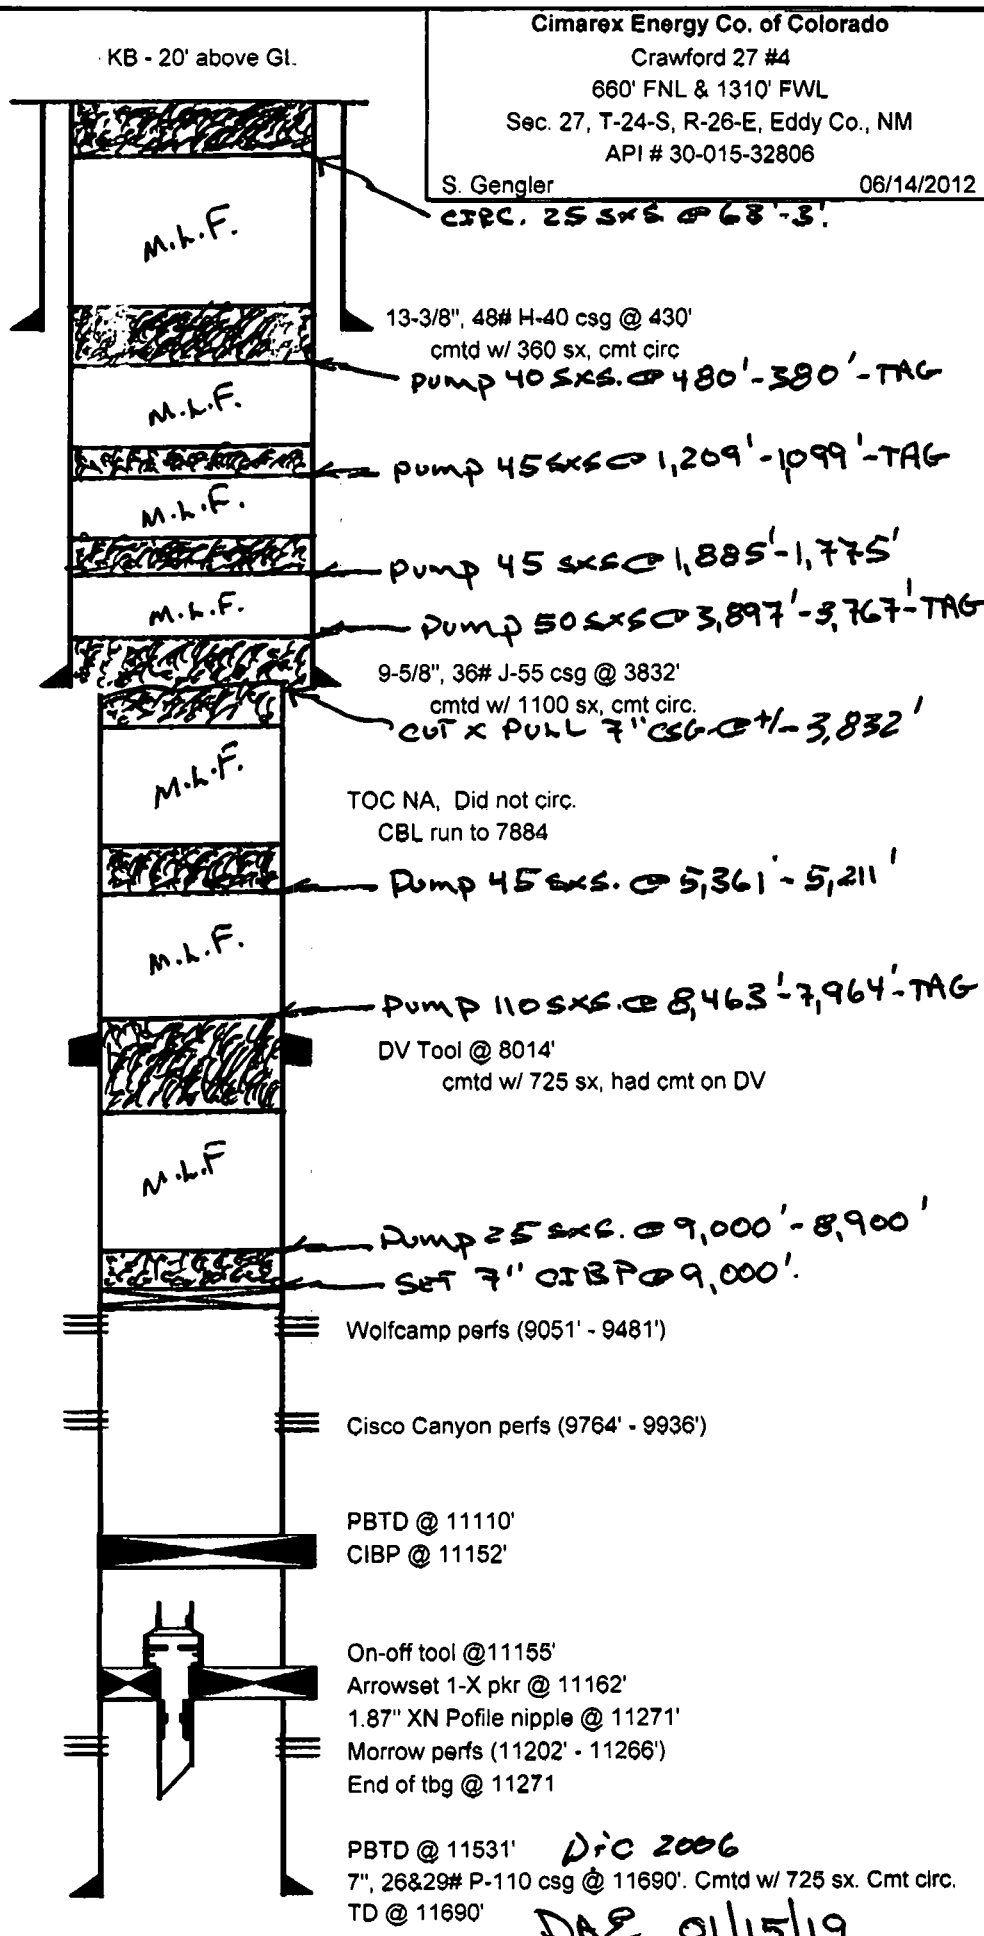 Cimarex Energy Co. of Colorado
Crawford 27 #4
660' FNL & 1310' FWL
Sec. 27, T-24-S, R-26-E, Eddy Co., NM
API # 30-015-32806
S. Gengler 06/14/2012
KB - 20' above GL
CIRC. 25 SXS. @ 63'-3'.
M.L.F.
13-3/8", 48# H-40 csg @ 430'
cmtd w/ 360 sx, cmt circ
PUMP 40 SXS. @ 480'-380'-TAG
M.L.F.
PUMP 45 SXS @ 1,209'-1,099'-TAG
M.L.F.
PUMP 45 SXS @ 1,885'-1,775'
M.L.F.
PUMP 50 SXS @ 3,897'-3,767'-TAG
9-5/8", 36# J-55 csg @ 3832'
cmtd w/ 1100 sx, cmt circ.
CUT X PULL 7" CSG @ +/- 3,832'
M.L.F.
TOC NA, Did not circ.
CBL run to 7884
PUMP 45 SXS. @ 5,361'-5,211'
M.L.F.
PUMP 110 SXS. @ 8,463'-7,964'-TAG
DV Tool @ 8014'
cmtd w/ 725 sx, had cmt on DV
M.L.F
PUMP 25 SXS. @ 9,000'-8,900'
SET 7" CIBP @ 9,000'.
Wolfcamp perfs (9051' - 9481')
Cisco Canyon perfs (9764' - 9936')
PBTD @ 11110'
CIBP @ 11152'
On-off tool @11155'
Arrowset 1-X pkr @ 11162'
1.87" XN Pofile nipple @ 11271'
Morrow perfs (11202' - 11266')
End of tbg @ 11271
PBTD @ 11531' DiC 2006
7", 26&29# P-110 csg @ 11690'. Cmtd w/ 725 sx. Cmt circ.
TD @ 11690' DAE 01/15/19